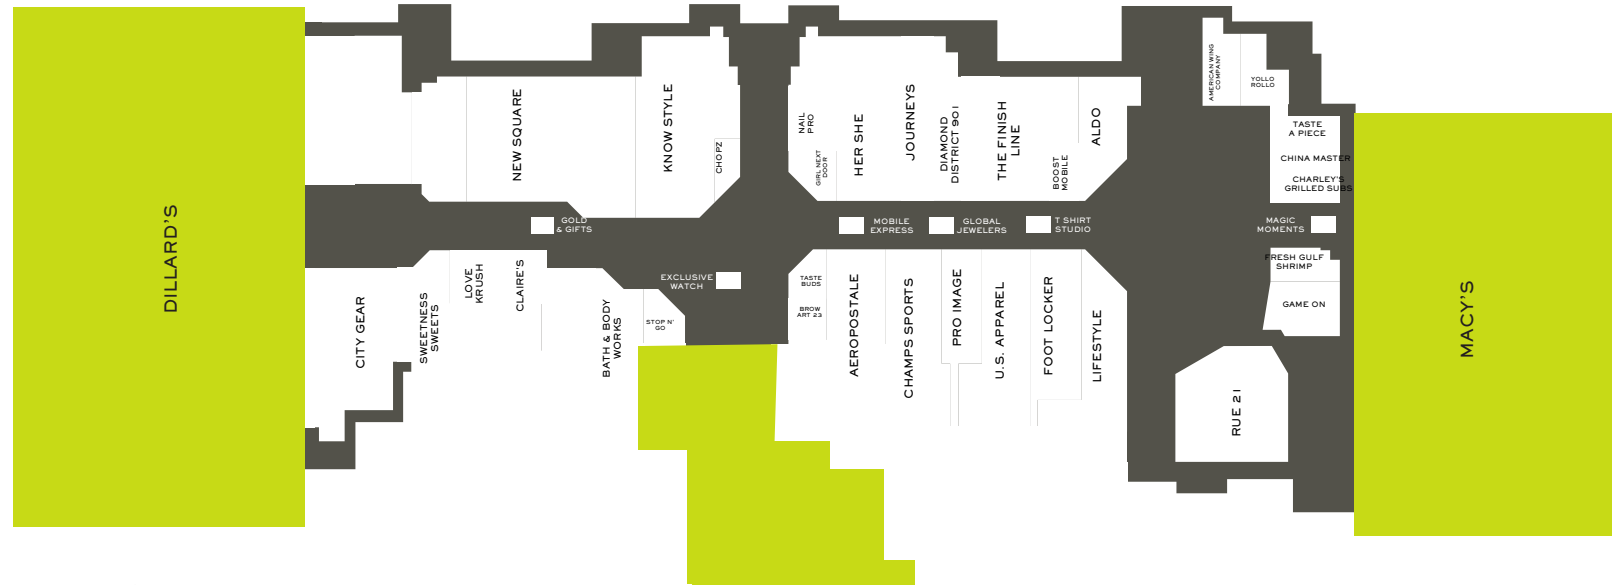 DILLARD'S
NEW SQUARE
KNOW STYLE
CHOPZ
NAIL
PRO
GIRL NEXT
DOOR
HER SHE
JOURNEYS
DIAMOND
DISTRICT 901
THE FINISH
LINE
BOOST
MOBILE
ALDO
AMERICAN WING
COMPANY
YOLLO
ROLLO
TASTE
A PIECE
CHINA MASTER
CHARLEY'S
GRILLED SUBS
GOLD
& GIFTS
MOBILE
EXPRESS
GLOBAL
JEWELERS
T SHIRT
STUDIO
MAGIC
MOMENTS
EXCLUSIVE
WATCH
CITY GEAR
SWEETNESS
SWEETS
LOVE
KRUSH
CLAIRE'S
BATH & BODY
WORKS
STOP N'
GO
TASTE
BUDS
BROW
ART 23
AEROPOSTALE
CHAMPS SPORTS
PRO IMAGE
U.S. APPAREL
FOOT LOCKER
LIFESTYLE
FRESH GULF
SHRIMP
GAME ON
RUE 21
MACY'S